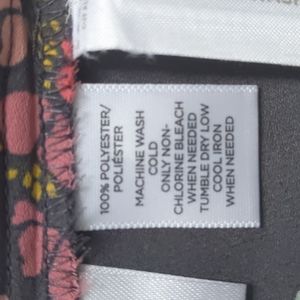 100% POLYESTER/
POLIÉSTER
MACHINE WASH
COLD
ONLY NON-
CHLORINE BLEACH
WHEN NEEDED
TUMBLE DRY LOW
COOL IRON
WHEN NEEDED